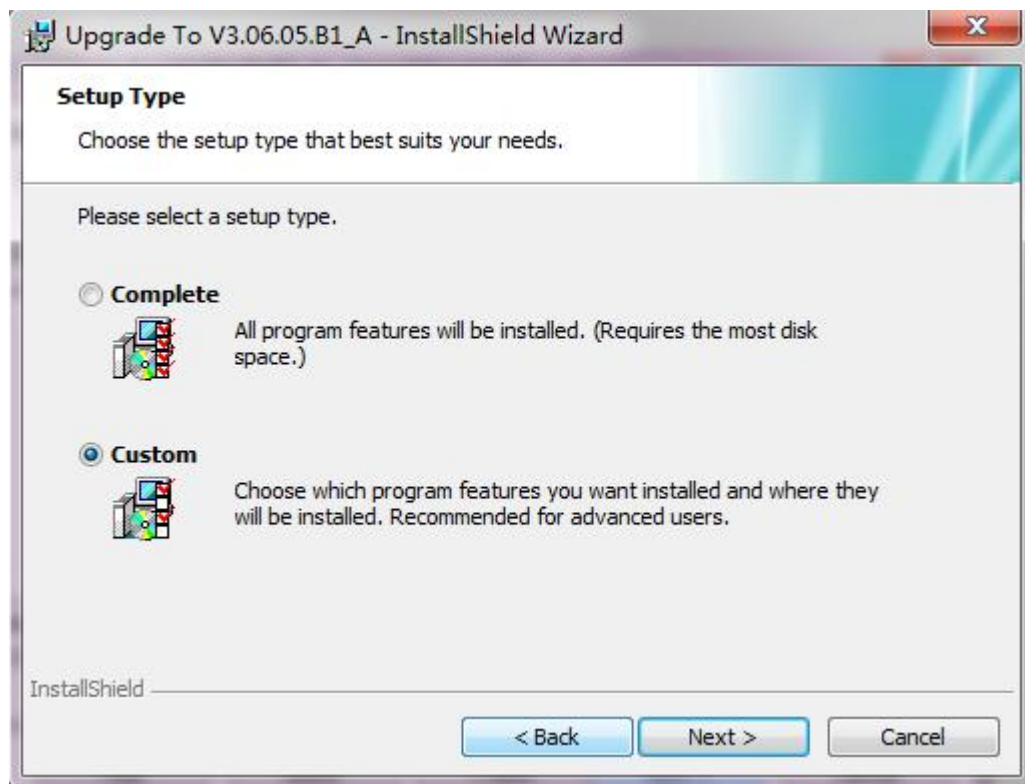 Upgrade To V3.06.05.B1_A - InstallShield Wizard
Setup Type
Choose the setup type that best suits your needs.
Please select a setup type.
Complete
All program features will be installed. (Requires the most disk
space.)
Custom
Choose which program features you want installed and where they
will be installed. Recommended for advanced users.
InstallShield
< Back
Next >
Cancel